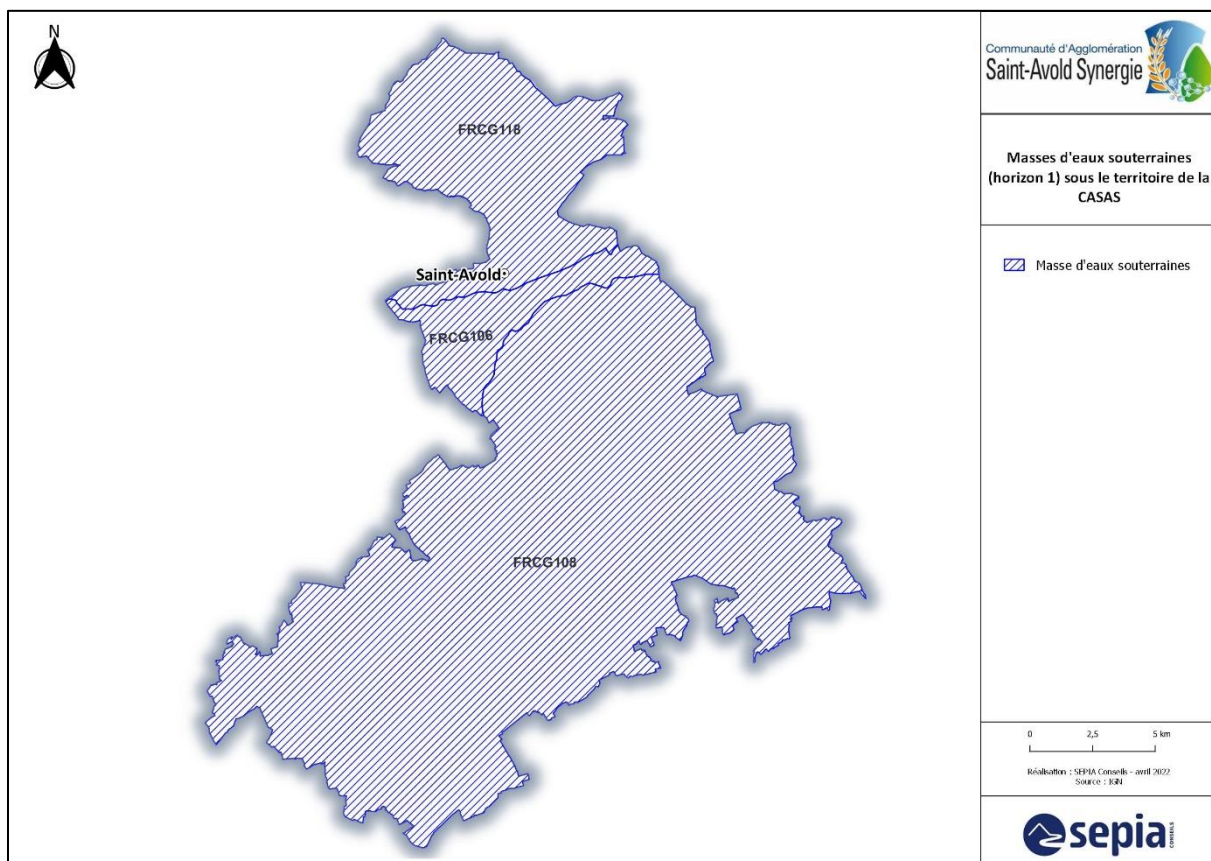 N
FRCG118
Saint-Avold
FRCG106
FRCG108
Communauté d'Agglomération
Saint-Avold Synergie
Masses d'eaux souterraines
(horizon 1) sous le territoire de la
CASAS
Masse d'eaux souterraines
0 2,5 5 km
Réalisation : SEPIA Conseils - avril 2022
Source : IGN
sepia
CONSEILS